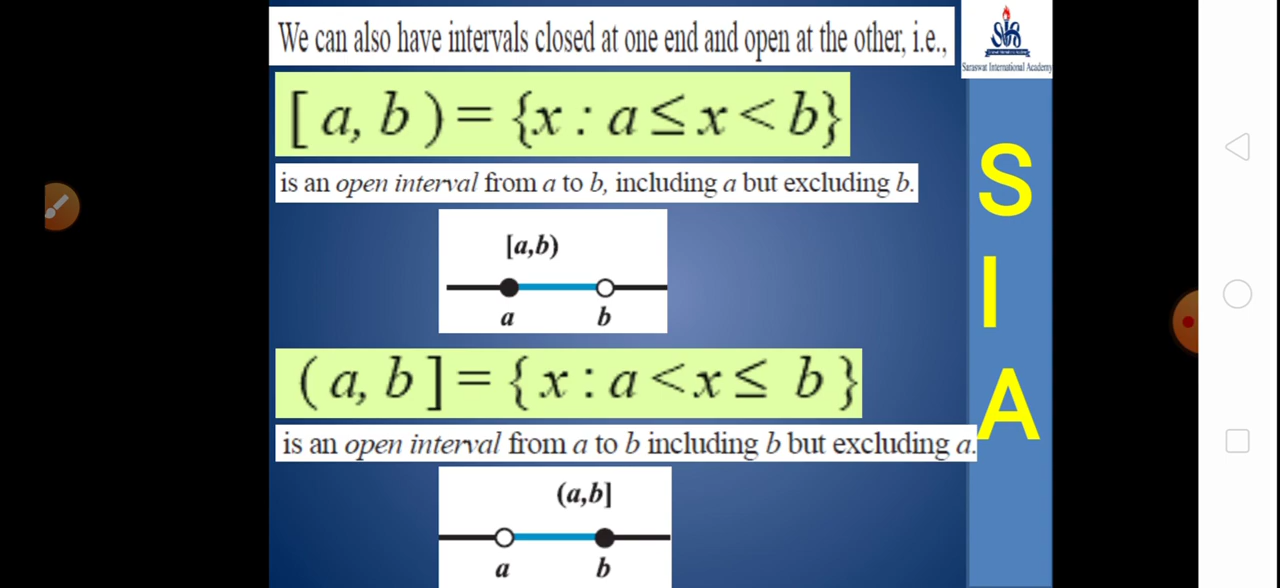 We can also have intervals closed at one end and open at the other, i.e.,
SIA
Saraswat International Academy
[ a, b ) = {x : a ≤ x < b}
is an open interval from a to b, including a but excluding b.
[a,b)
a b
( a, b ] = { x : a < x ≤ b }
is an open interval from a to b including b but excluding a.
(a,b]
a b
S
I
A